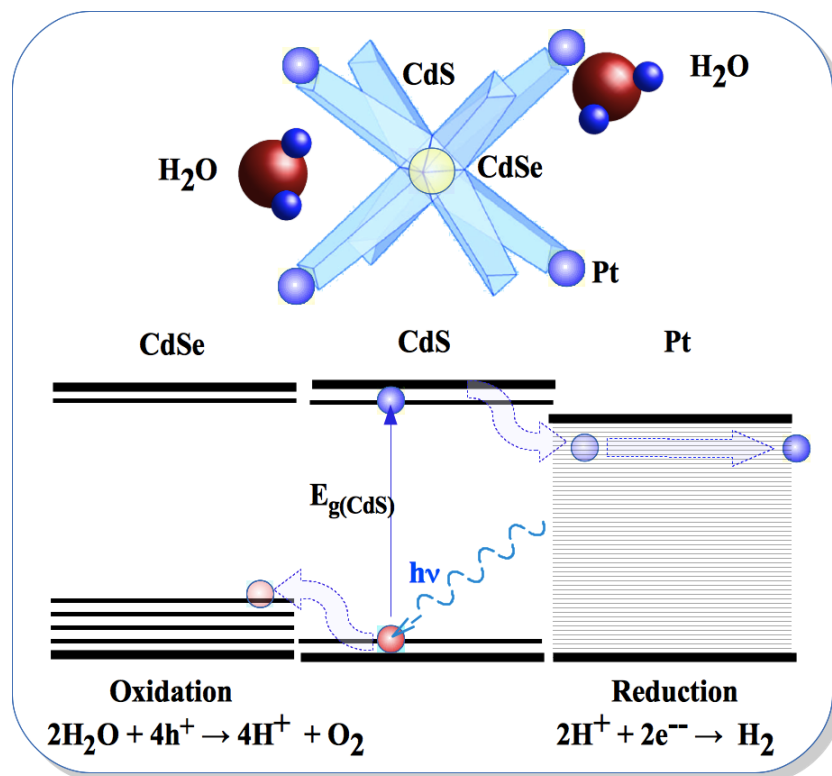 CdS
H₂O
H₂O
CdSe
Pt
CdSe CdS Pt
E_g(CdS)
hν
Oxidation Reduction
2H₂O + 4h⁺ → 4H⁺ + O₂ 2H⁺ + 2e⁻⁻ → H₂